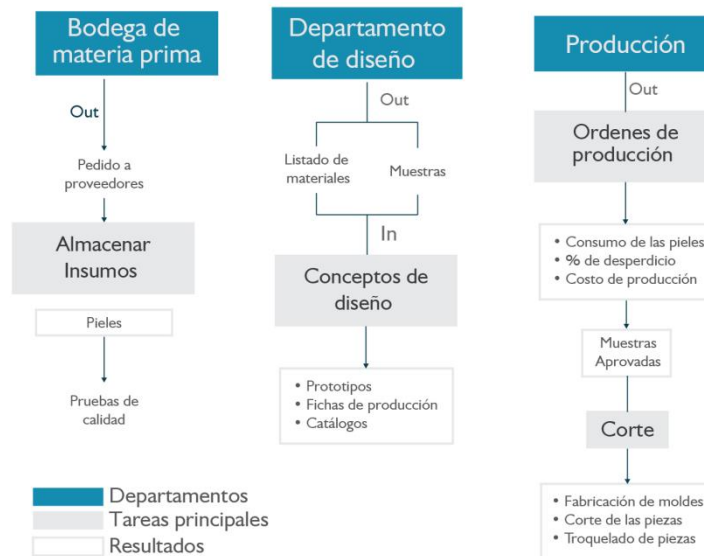 Bodega de
materia prima
Out
Pedido a
proveedores
Almacenar
Insumos
Pieles
Pruebas de
calidad
Departamento
de diseño
Out
Listado de
materiales
Muestras
In
Conceptos de
diseño
• Prototipos
• Fichas de producción
• Catálogos
Producción
Out
Ordenes de
producción
• Consumo de las pieles
• % de desperdicio
• Costo de producción
Muestras
Aprovadas
Corte
• Fabricación de moldes
• Corte de las piezas
• Troquelado de piezas
Departamentos
Tareas principales
Resultados